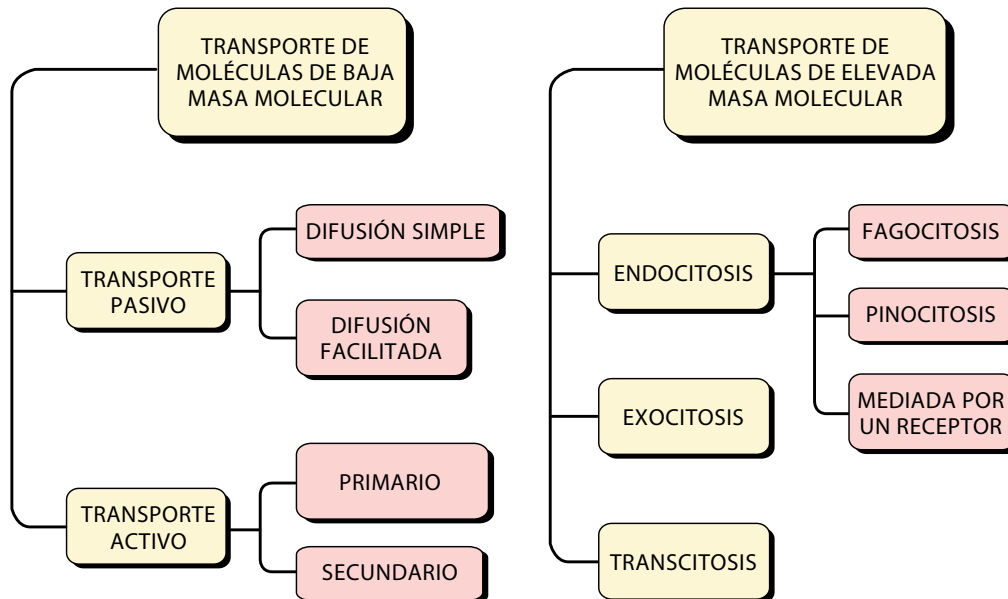 TRANSPORTE DE
MOLÉCULAS DE BAJA
MASA MOLECULAR
TRANSPORTE
PASIVO
DIFUSIÓN SIMPLE
DIFUSIÓN
FACILITADA
TRANSPORTE
ACTIVO
PRIMARIO
SECUNDARIO
TRANSPORTE DE
MOLÉCULAS DE ELEVADA
MASA MOLECULAR
ENDOCITOSIS
FAGOCITOSIS
PINOCITOSIS
MEDIADA POR
UN RECEPTOR
EXOCITOSIS
TRANSCITOSIS